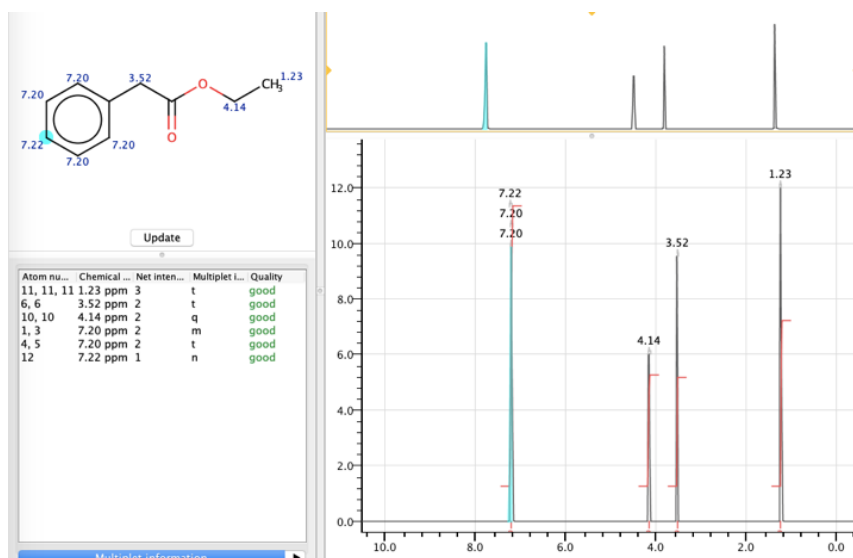 7.20 3.52 CH3 1.23
7.20 O
4.14
7.22 7.20
O
7.20
Update
Atom nu... Chemical ... Net inten... Multiplet i... Quality
11, 11, 11 1.23 ppm 3 t good
6, 6 3.52 ppm 2 t good
10, 10 4.14 ppm 2 q good
1, 3 7.20 ppm 2 m good
4, 5 7.20 ppm 2 t good
12 7.22 ppm 1 n good
Multiplet information
7.22
7.20
7.20
4.14
3.52
1.23
12.0
10.0
8.0
6.0
4.0
2.0
0.0
10.0 8.0 6.0 4.0 2.0 0.0